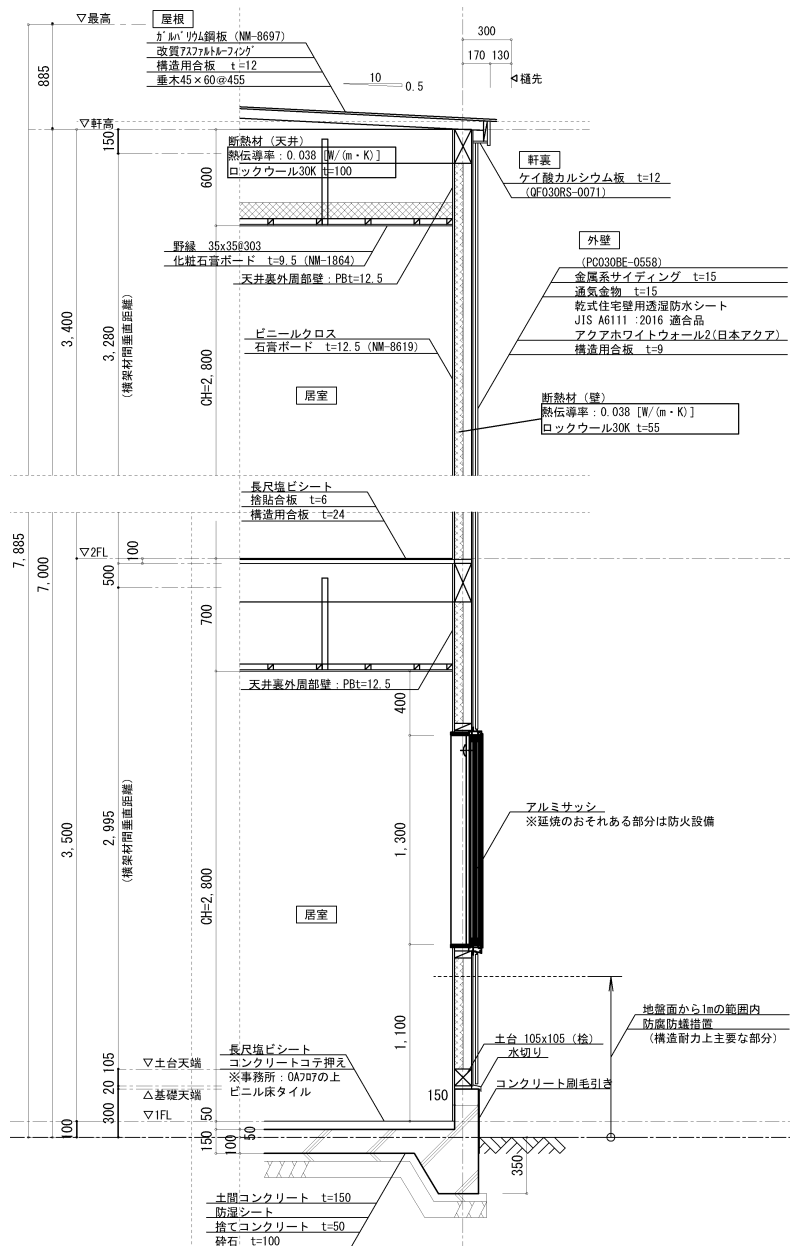 ▽最高
屋根
ｶﾞﾙﾊﾞﾘｳﾑ鋼板 (NM-8697)
改質ｱｽﾌｧﾙﾄﾙｰﾌｨﾝｸﾞ
構造用合板 t=12
垂木45×60@455
10
0.5
300
170
130
◁樋先
885
▽軒高
150
600
断熱材 (天井)
熱伝導率：0.038 [W/(m・K)]
ロックウール30K t=100
軒裏
ケイ酸カルシウム板 t=12
(QF030RS-0071)
野縁 35x35@303
化粧石膏ボード t=9.5 (NM-1864)
天井裏外周部壁：PBt=12.5
外壁
(PC030BE-0558)
金属系サイディング t=15
通気金物 t=15
乾式住宅壁用透湿防水シート
JIS A6111 :2016 適合品
アクアホワイトウォール2(日本アクア)
構造用合板 t=9
3,400
3,280
(横架材間垂直距離)
CH=2,800
ビニールクロス
石膏ボード t=12.5 (NM-8619)
居室
断熱材 (壁)
熱伝導率：0.038 [W/(m・K)]
ロックウール30K t=55
長尺塩ビシート
捨貼合板 t=6
構造用合板 t=24
7,885
7,000
▽2FL
100
500
700
天井裏外周部壁：PBt=12.5
400
3,500
2,995
(横架材間垂直距離)
CH=2,800
1,300
居室
アルミサッシ
※延焼のおそれある部分は防火設備
1,100
地盤面から1mの範囲内
防腐防蟻措置
(構造耐力上主要な部分)
土台 105x105 (桧)
水切り
コンクリート刷毛引き
長尺塩ビシート
コンクリートコテ押え
※事務所：OAﾌﾛｱの上
ビニル床タイル
▽土台天端
105
20
△基礎天端
300
▽1FL
100
50
150
100
50
150
350
土間コンクリート t=150
防湿シート
捨てコンクリート t=50
砕石 t=100